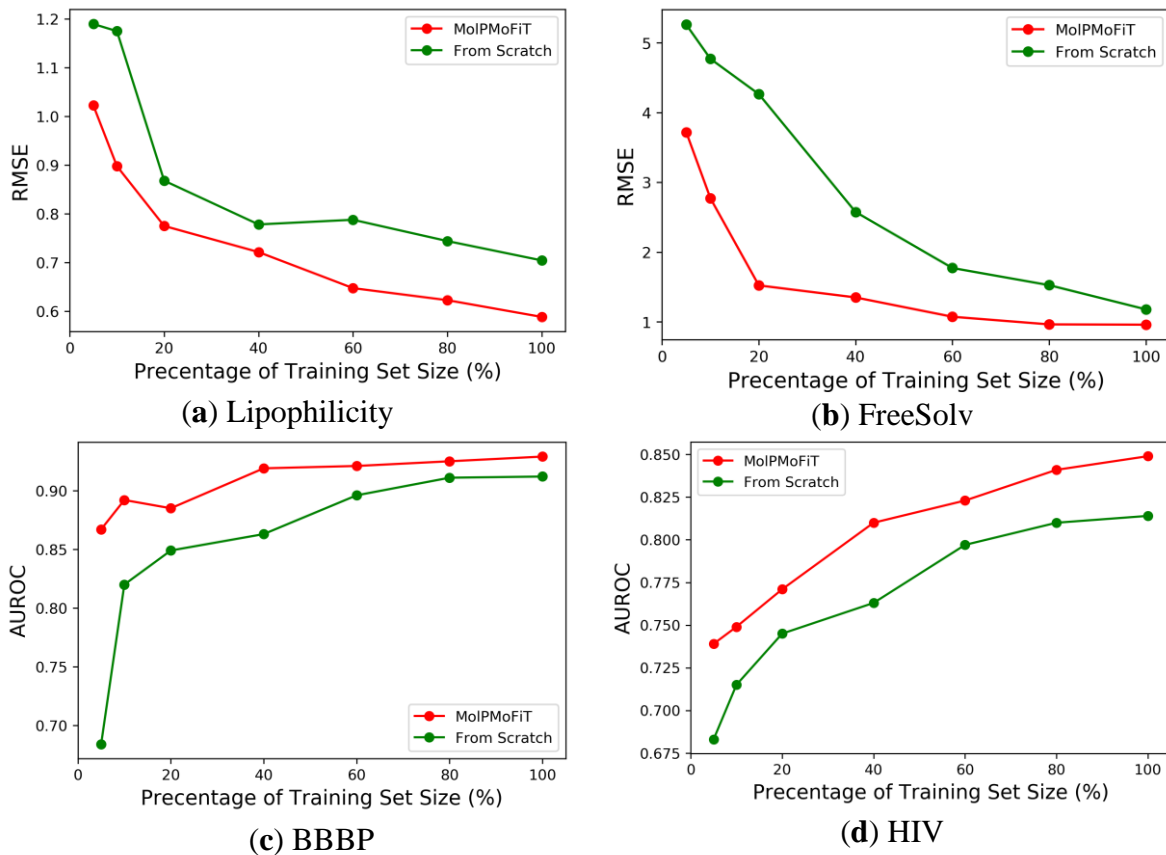 1.2
1.1
1.0
0.9
0.8
0.7
0.6
RMSE
MolPMoFiT
From Scratch
0 20 40 60 80 100
Precentage of Training Set Size (%)
(a) Lipophilicity
5
4
3
2
1
RMSE
MolPMoFiT
From Scratch
0 20 40 60 80 100
Precentage of Training Set Size (%)
(b) FreeSolv
0.90
0.85
0.80
0.75
0.70
AUROC
MolPMoFiT
From Scratch
0 20 40 60 80 100
Precentage of Training Set Size (%)
(c) BBBP
0.850
0.825
0.800
0.775
0.750
0.725
0.700
0.675
AUROC
MolPMoFiT
From Scratch
0 20 40 60 80 100
Precentage of Training Set Size (%)
(d) HIV